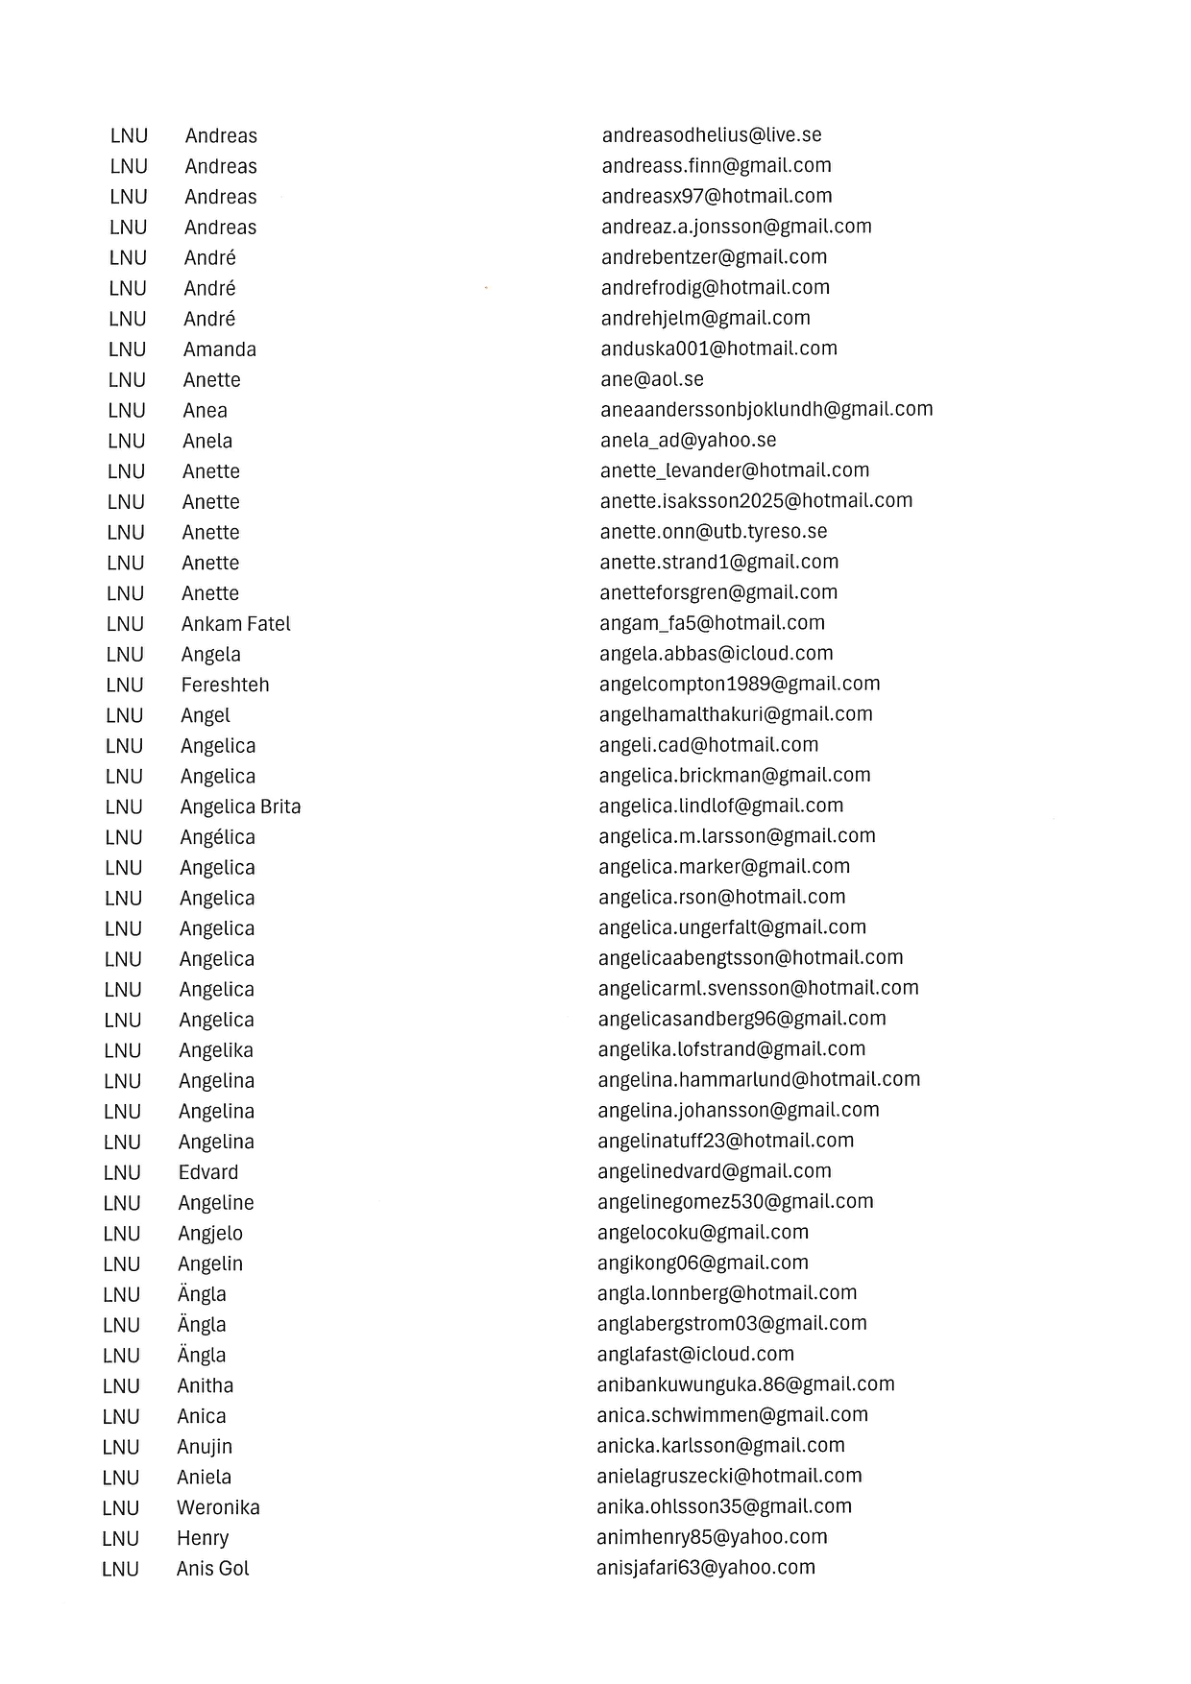 LNU Andreas andreasodhelius@live.se
LNU Andreas andreass.finn@gmail.com
LNU Andreas andreasx97@hotmail.com
LNU Andreas andreaz.a.jonsson@gmail.com
LNU André andrebentzer@gmail.com
LNU André andrefrodig@hotmail.com
LNU André andrehjelm@gmail.com
LNU Amanda anduska001@hotmail.com
LNU Anette ane@aol.se
LNU Anea aneaanderssonbjoklundh@gmail.com
LNU Anela anela_ad@yahoo.se
LNU Anette anette_levander@hotmail.com
LNU Anette anette.isaksson2025@hotmail.com
LNU Anette anette.onn@utb.tyreso.se
LNU Anette anette.strand1@gmail.com
LNU Anette anetteforsgren@gmail.com
LNU Ankam Fatel angam_fa5@hotmail.com
LNU Angela angela.abbas@icloud.com
LNU Fereshteh angelcompton1989@gmail.com
LNU Angel angelhamalthakuri@gmail.com
LNU Angelica angeli.cad@hotmail.com
LNU Angelica angelica.brickman@gmail.com
LNU Angelica Brita angelica.lindlof@gmail.com
LNU Angélica angelica.m.larsson@gmail.com
LNU Angelica angelica.marker@gmail.com
LNU Angelica angelica.rson@hotmail.com
LNU Angelica angelica.ungerfalt@gmail.com
LNU Angelica angelicaabengtsson@hotmail.com
LNU Angelica angelicarml.svensson@hotmail.com
LNU Angelica angelicasandberg96@gmail.com
LNU Angelika angelika.lofstrand@gmail.com
LNU Angelina angelina.hammarlund@hotmail.com
LNU Angelina angelina.johansson@gmail.com
LNU Angelina angelinatuff23@hotmail.com
LNU Edvard angelinedvard@gmail.com
LNU Angeline angelinegomez530@gmail.com
LNU Angjelo angelocoku@gmail.com
LNU Angelin angikong06@gmail.com
LNU Ängla angla.lonnberg@hotmail.com
LNU Ängla anglabergstrom03@gmail.com
LNU Ängla anglafast@icloud.com
LNU Anitha anibankuwunguka.86@gmail.com
LNU Anica anica.schwimmen@gmail.com
LNU Anujin anicka.karlsson@gmail.com
LNU Aniela anielagruszecki@hotmail.com
LNU Weronika anika.ohlsson35@gmail.com
LNU Henry animhenry85@yahoo.com
LNU Anis Gol anisjafari63@yahoo.com